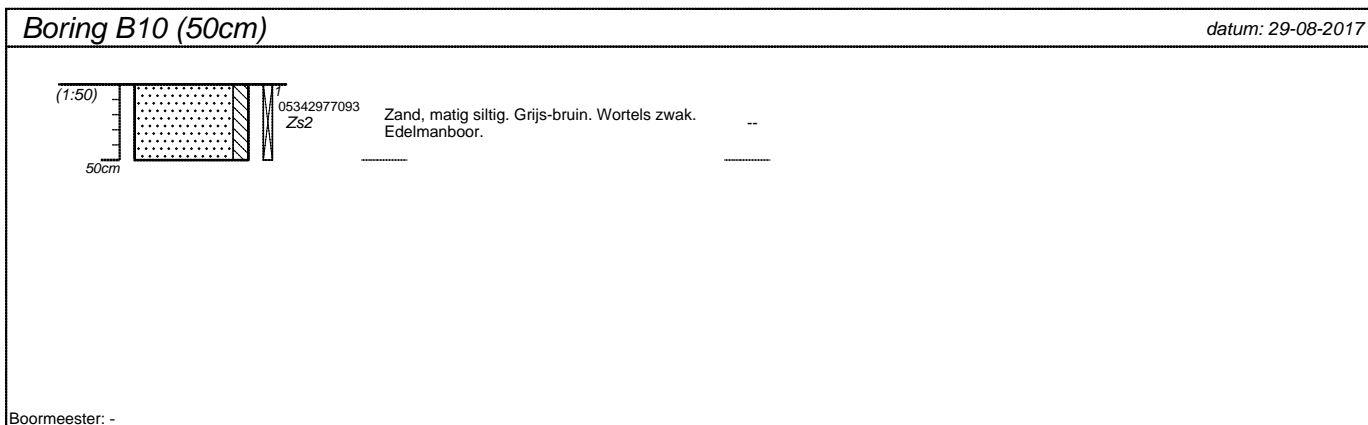 Boring B10 (50cm)
datum: 29-08-2017
(1:50)
1
05342977093
Zs2
Zand, matig siltig. Grijs-bruin. Wortels zwak.
Edelmanboor.
--
50cm
Boormeester: -